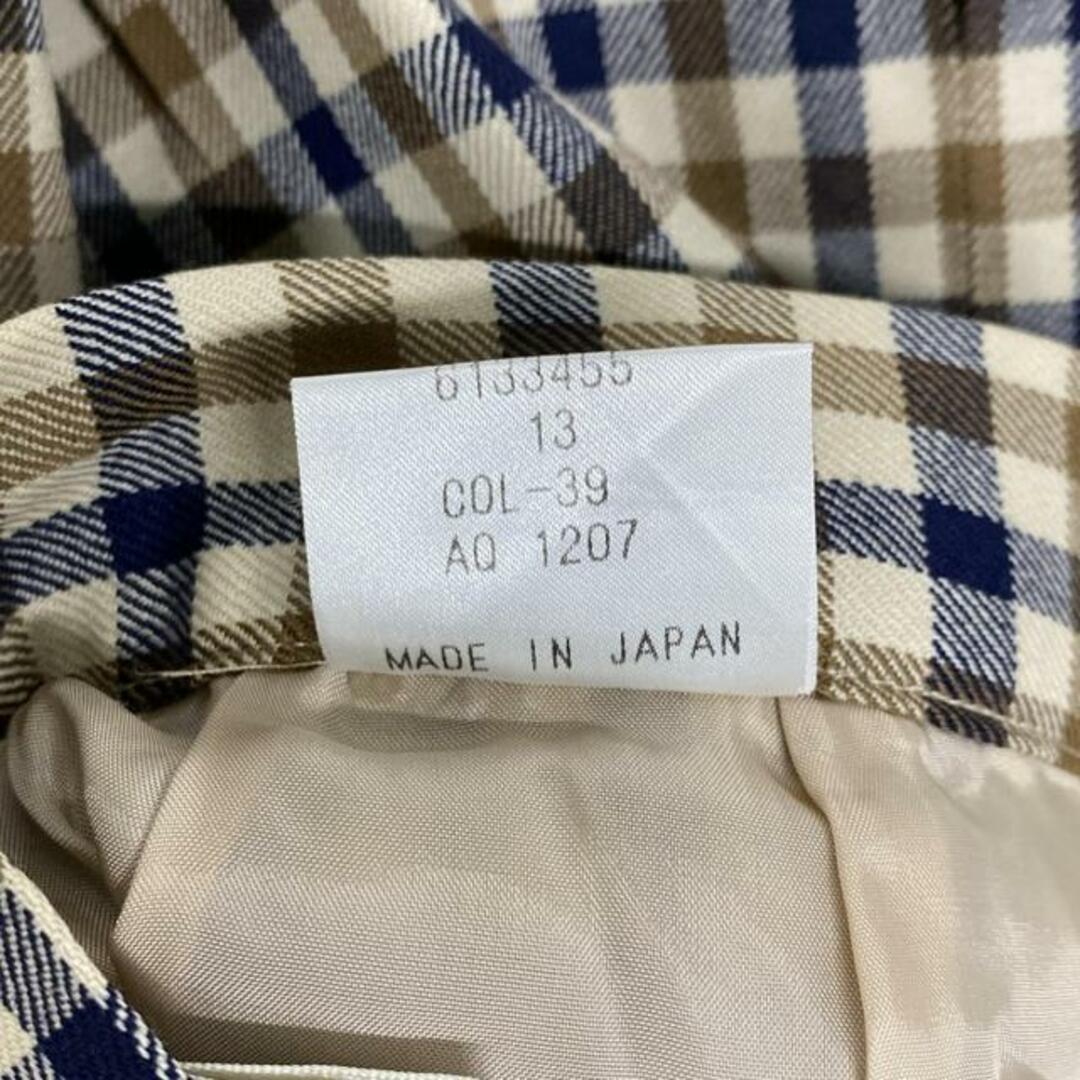 6133455
13
COL-39
AQ 1207
MADE IN JAPAN